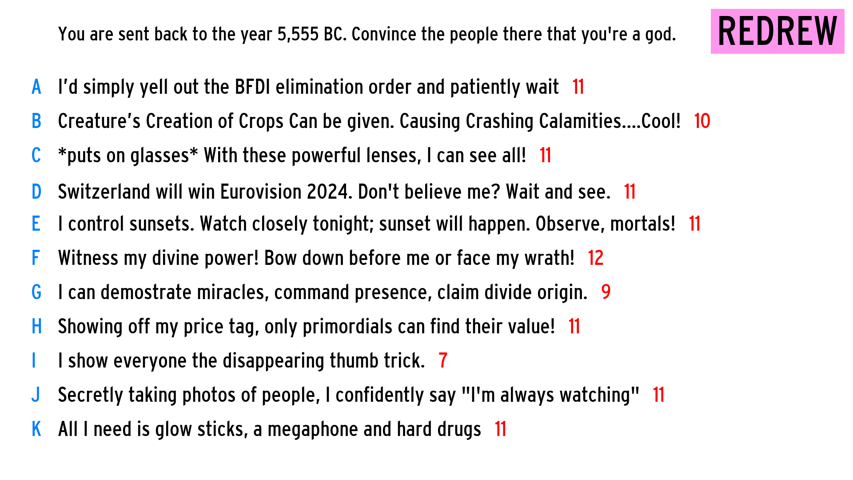 You are sent back to the year 5,555 BC. Convince the people there that you're a god. REDREW
A I'd simply yell out the BFDI elimination order and patiently wait 11
B Creature's Creation of Crops Can be given. Causing Crashing Calamities....Cool! 10
C *puts on glasses* With these powerful lenses, I can see all! 11
D Switzerland will win Eurovision 2024. Don't believe me? Wait and see. 11
E I control sunsets. Watch closely tonight; sunset will happen. Observe, mortals! 11
F Witness my divine power! Bow down before me or face my wrath! 12
G I can demostrate miracles, command presence, claim divide origin. 9
H Showing off my price tag, only primordials can find their value! 11
I I show everyone the disappearing thumb trick. 7
J Secretly taking photos of people, I confidently say "I'm always watching" 11
K All I need is glow sticks, a megaphone and hard drugs 11